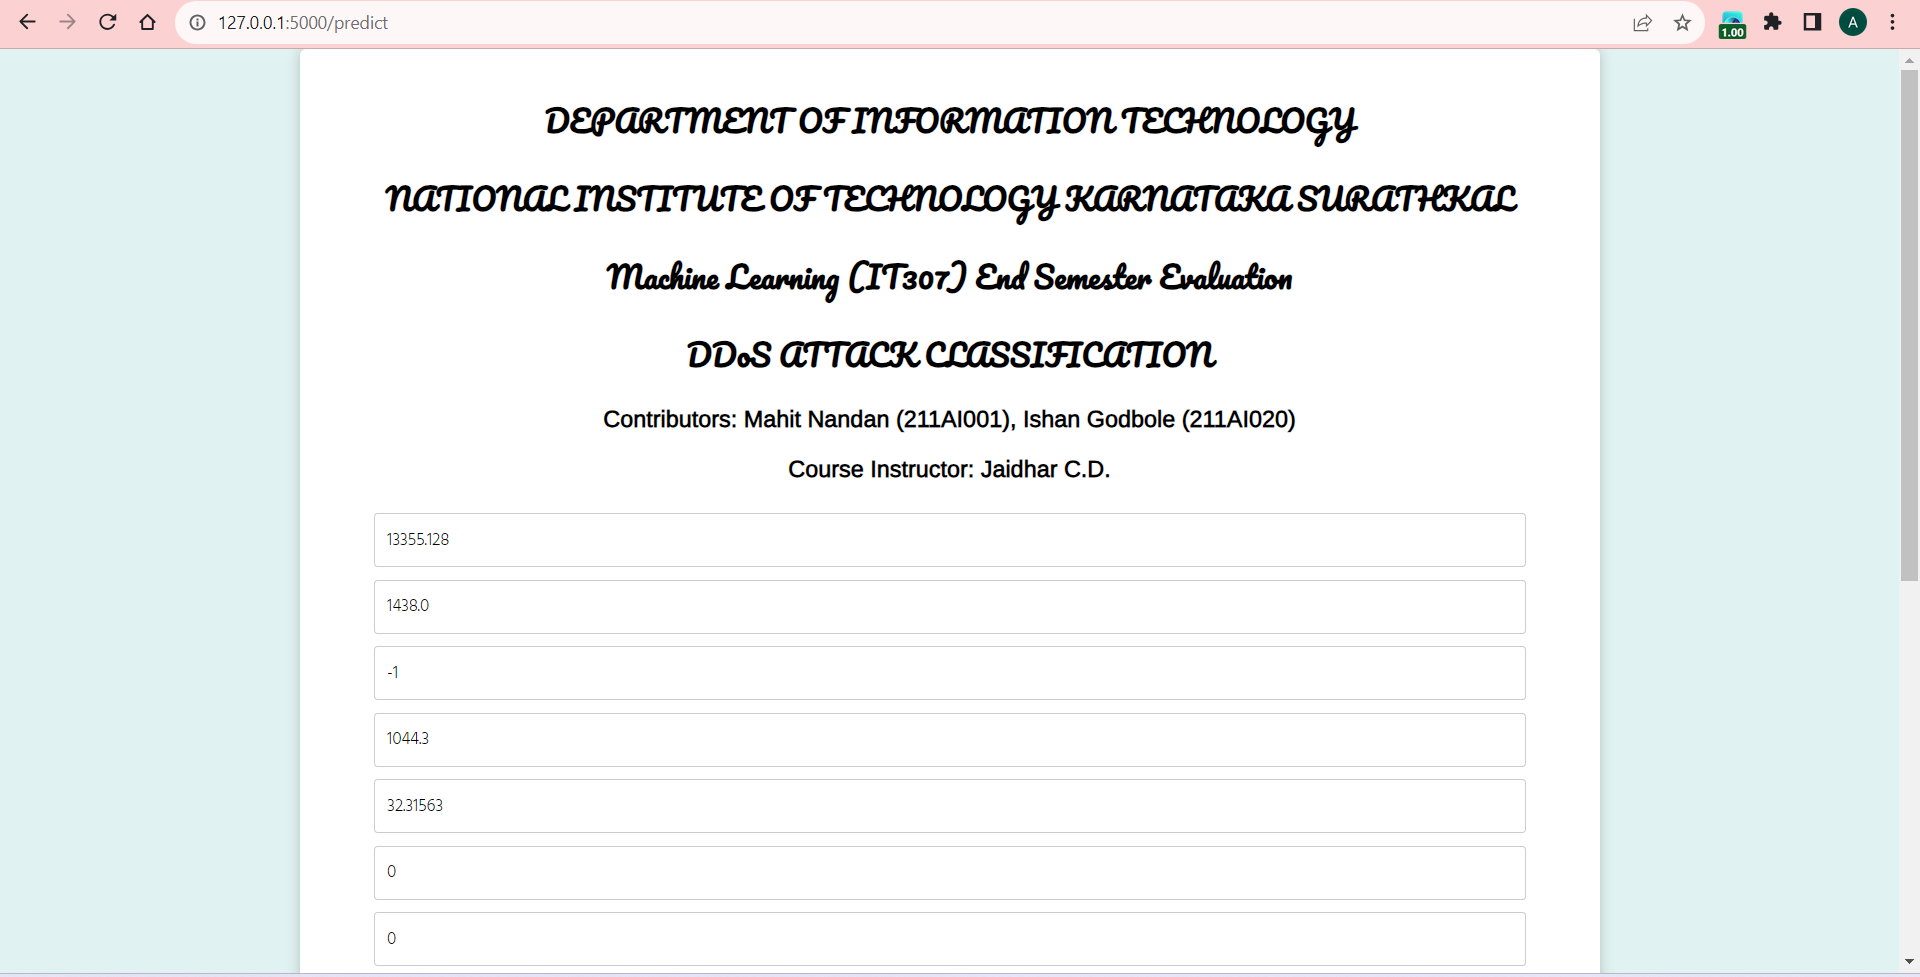 127.0.0.1:5000/predict
1.00
A
DEPARTMENT OF INFORMATION TECHNOLOGY
NATIONAL INSTITUTE OF TECHNOLOGY KARNATAKA SURATHKAL
Machine Learning (IT307) End Semester Evaluation
DDoS ATTACK CLASSIFICATION
Contributors: Mahit Nandan (211AI001), Ishan Godbole (211AI020)
Course Instructor: Jaidhar C.D.
13355.128
1438.0
-1
1044.3
32.31563
0
0